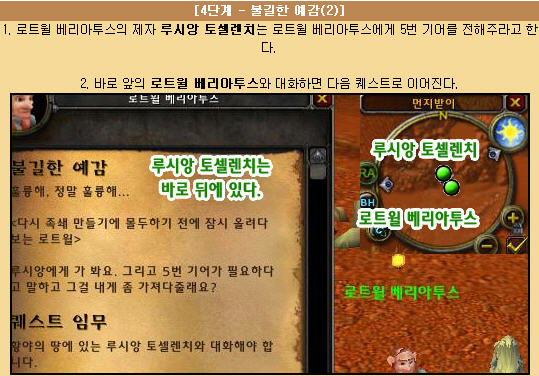 [4단계 - 불길한 예감(2)]
1. 로트윌 베리아투스의 제자 루시앙 토셀렌치는 로트윌 베리아투스에게 5번 기어를 전해주라고 한
다.
2. 바로 앞의 로트윌 베리아투스와 대화하면 다음 퀘스트로 이어진다.
로트윌 베리아투스
불길한 예감
훌륭해, 정말 훌륭해...
<다시 족쇄 만들기에 몰두하기 전에 잠시 올려다
보는 로트윌>
루시앙에게 가 봐요. 그리고 5번 기어가 필요하다
고 말하고 그걸 내게 좀 가져다줄래요?
퀘스트 임무
황야의 땅에 있는 루시앙 토셀렌치와 대화해야 합
니다.
루시앙 토셀렌치는
바로 뒤에 있다.
먼지받이
N
루시앙 토셀렌치
RA
BH
C
로트윌 베리아투스
로트윌 베리아투스